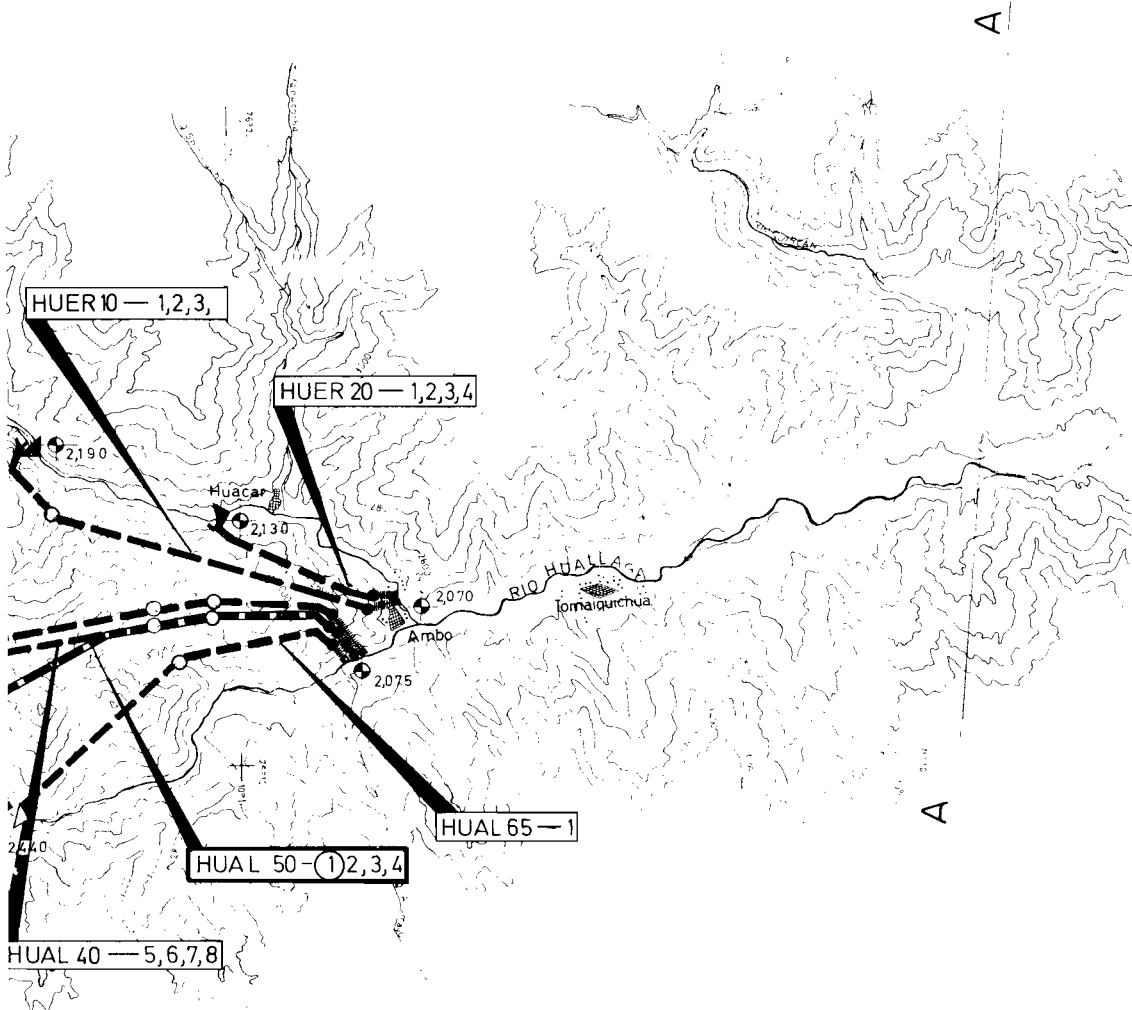 A
HUER 10 — 1,2,3,
HUER 20 — 1,2,3,4
2,190
Huacar
2,130
RIO HUALLAGA
2,070
Tomaiquichua
Ambo
2,075
HUAL 65 — 1
A
2,440
HUAL 50 - 1 2,3,4
HUAL 40 — 5,6,7,8